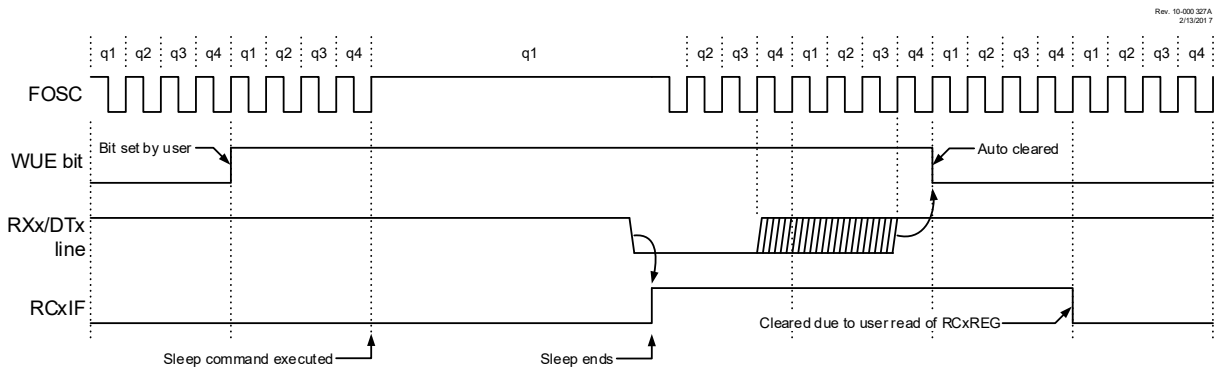 Rev. 10-000 327A
2/13/2017
q1 q2 q3 q4 q1 q2 q3 q4 q1 q2 q3 q4 q1 q2 q3 q4 q1 q2 q3 q4 q1 q2 q3 q4
FOSC
Bit set by user
WUE bit
Auto cleared
RXx/DTx
line
RCxIF
Cleared due to user read of RCxREG
Sleep command executed
Sleep ends